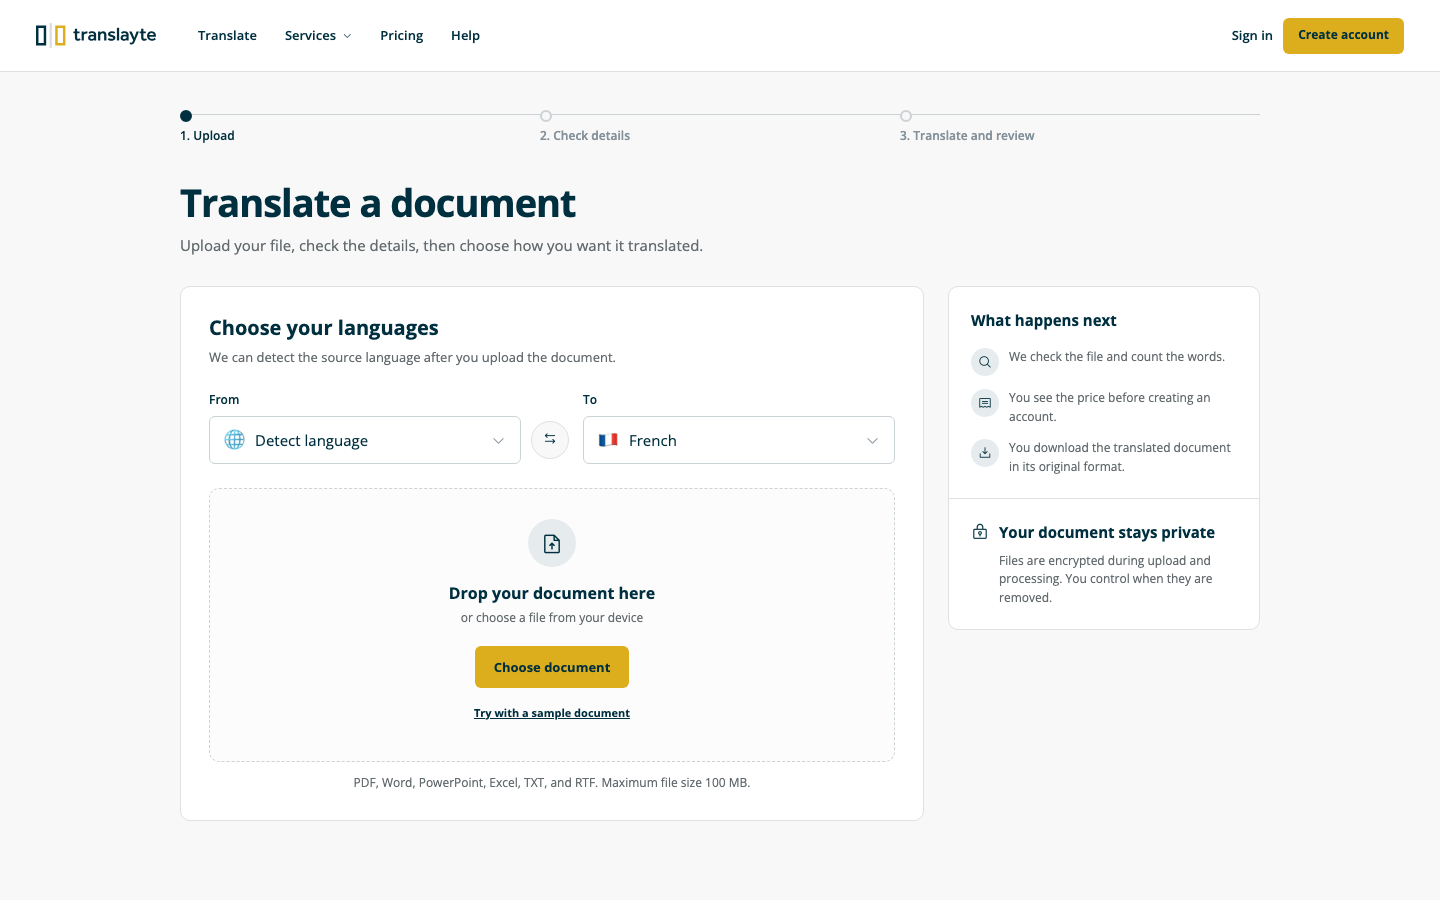 translayte
Translate
Services
Pricing
Help
Sign in
Create account
1. Upload
2. Check details
3. Translate and review
Translate a document
Upload your file, check the details, then choose how you want it translated.
Choose your languages
We can detect the source language after you upload the document.
From
To
Detect language
French
Drop your document here
or choose a file from your device
Choose document
Try with a sample document
PDF, Word, PowerPoint, Excel, TXT, and RTF. Maximum file size 100 MB.
What happens next
We check the file and count the words.
You see the price before creating an
account.
You download the translated document
in its original format.
Your document stays private
Files are encrypted during upload and
processing. You control when they are
removed.